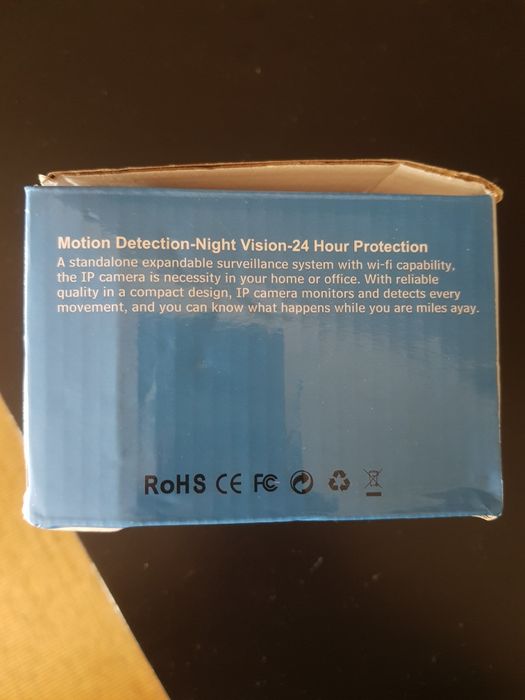 Motion Detection-Night Vision-24 Hour Protection
A standalone expandable surveillance system with wi-fi capability,
the IP camera is necessity in your home or office. With reliable
quality in a compact design, IP camera monitors and detects every
movement, and you can know what happens while you are miles ayay.
RoHS CE FC